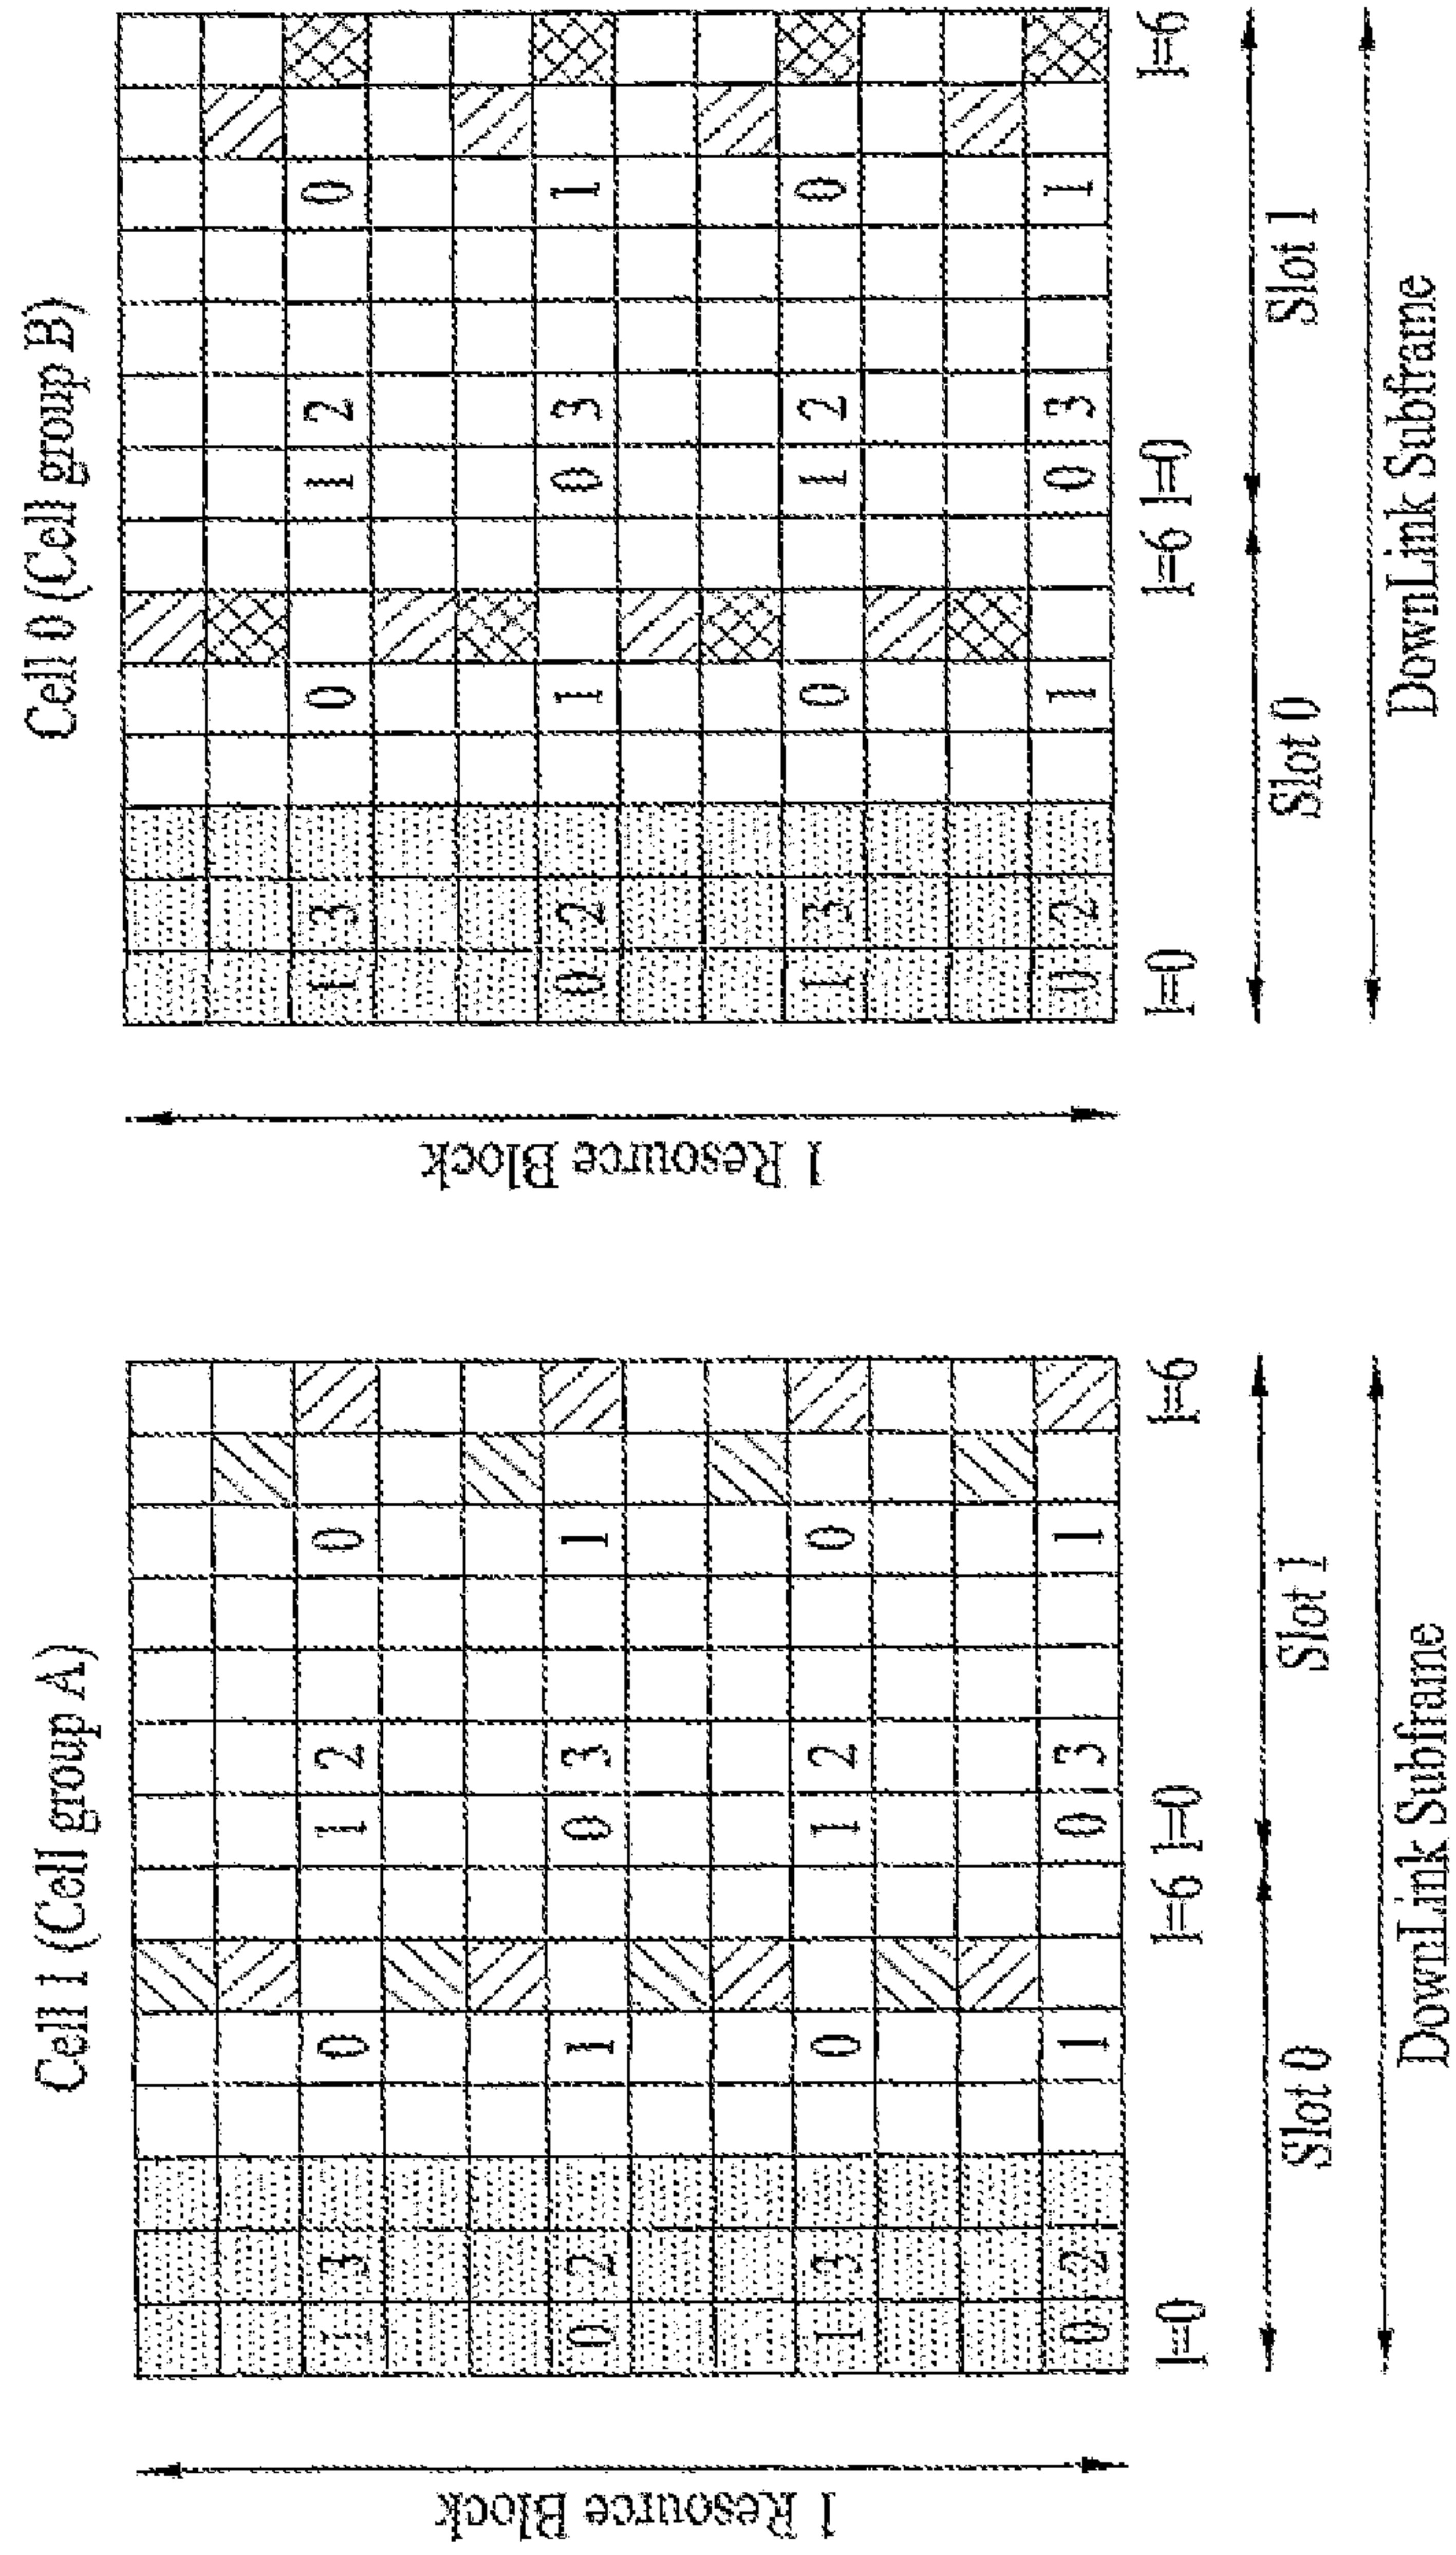 Cell 1 (Cell group A)
1 Resource Block
1 3 0 1 2 0
0 2 1 0 3 1
1 3 0 1 2 0
0 2 1 0 3 1
l=0 l=6 l=0 l=6
Slot 0 Slot 1
DownLink Subframe
Cell 0 (Cell group B)
1 Resource Block
1 3 0 1 2 0
0 2 1 0 3 1
1 3 0 1 2 0
0 2 1 0 3 1
l=0 l=6 l=0 l=6
Slot 0 Slot 1
DownLink Subframe